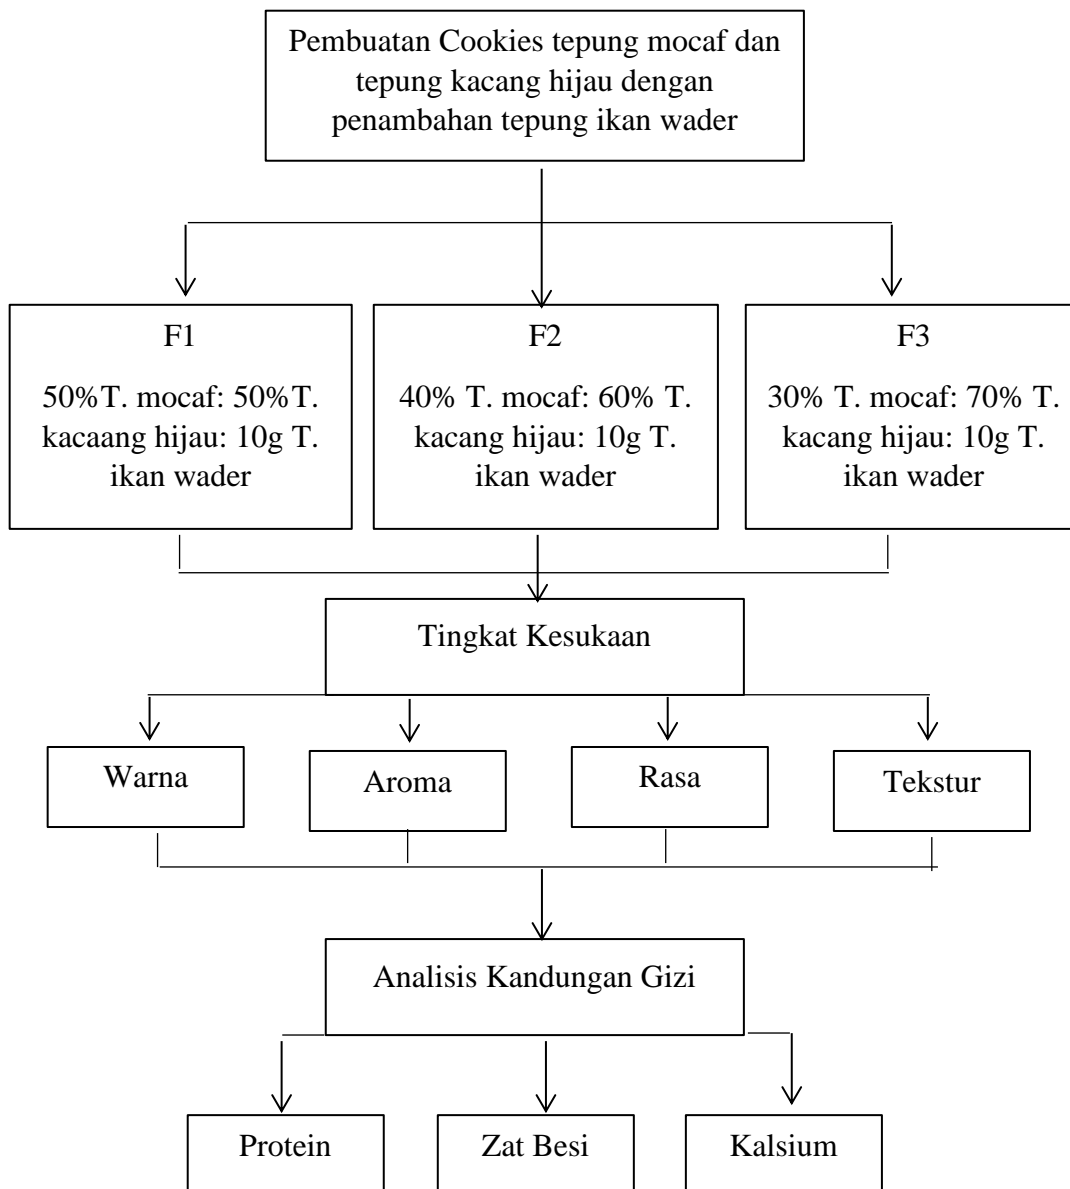 Pembuatan Cookies tepung mocaf dan
tepung kacang hijau dengan
penambahan tepung ikan wader
F1
50%T. mocaf: 50%T.
kacaang hijau: 10g T.
ikan wader
F2
40% T. mocaf: 60% T.
kacang hijau: 10g T.
ikan wader
F3
30% T. mocaf: 70% T.
kacang hijau: 10g T.
ikan wader
Tingkat Kesukaan
Warna
Aroma
Rasa
Tekstur
Analisis Kandungan Gizi
Protein
Zat Besi
Kalsium